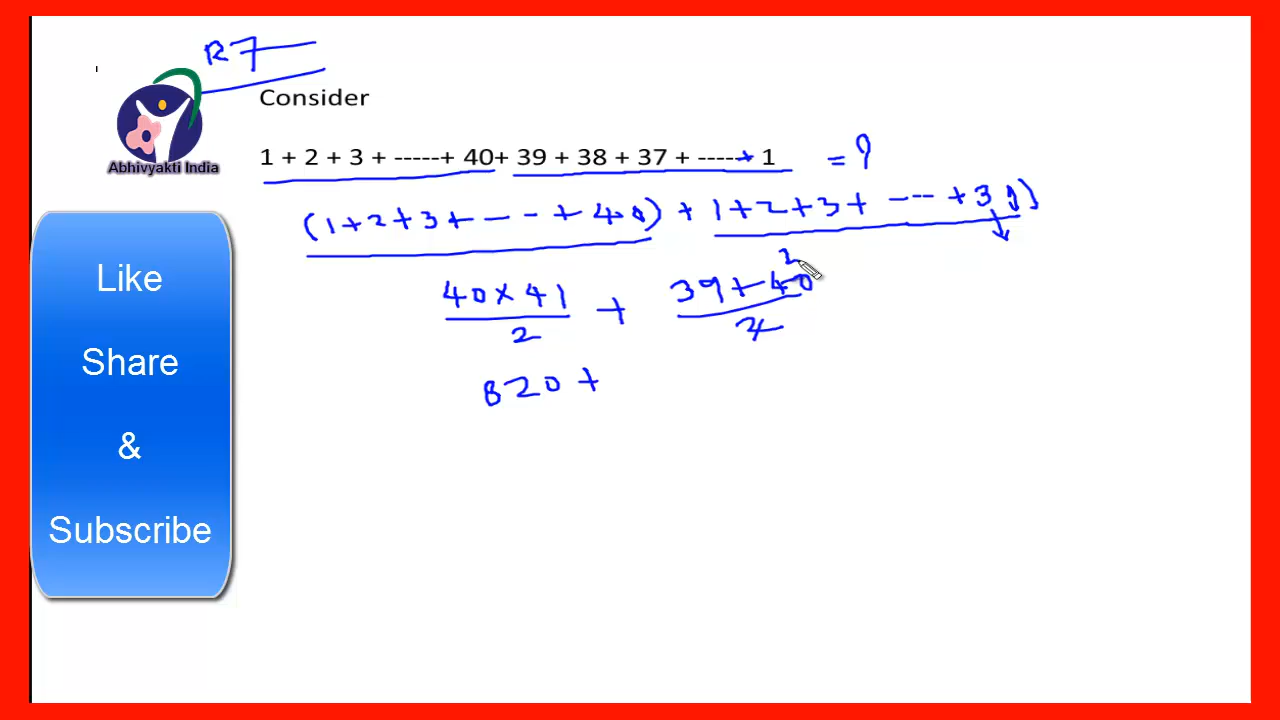 R7
Consider
Abhivyakti India
1 + 2 + 3 + -----+ 40+ 39 + 38 + 37 + ----+ 1 = ?
(1+2+3+ -- - +40) + 1+2+3+ --- +39)
40×41/2 + 39+40/2
820 +
Like
Share
&
Subscribe